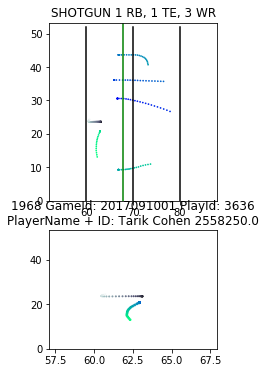 SHOTGUN 1 RB, 1 TE, 3 WR
50
40
30
20
10
0
60 70 80
1968 GameId: 2017091001 PlayId: 3636
PlayerName + ID: Tarik Cohen 2558250.0
40
20
0
57.5 60.0 62.5 65.0 67.5